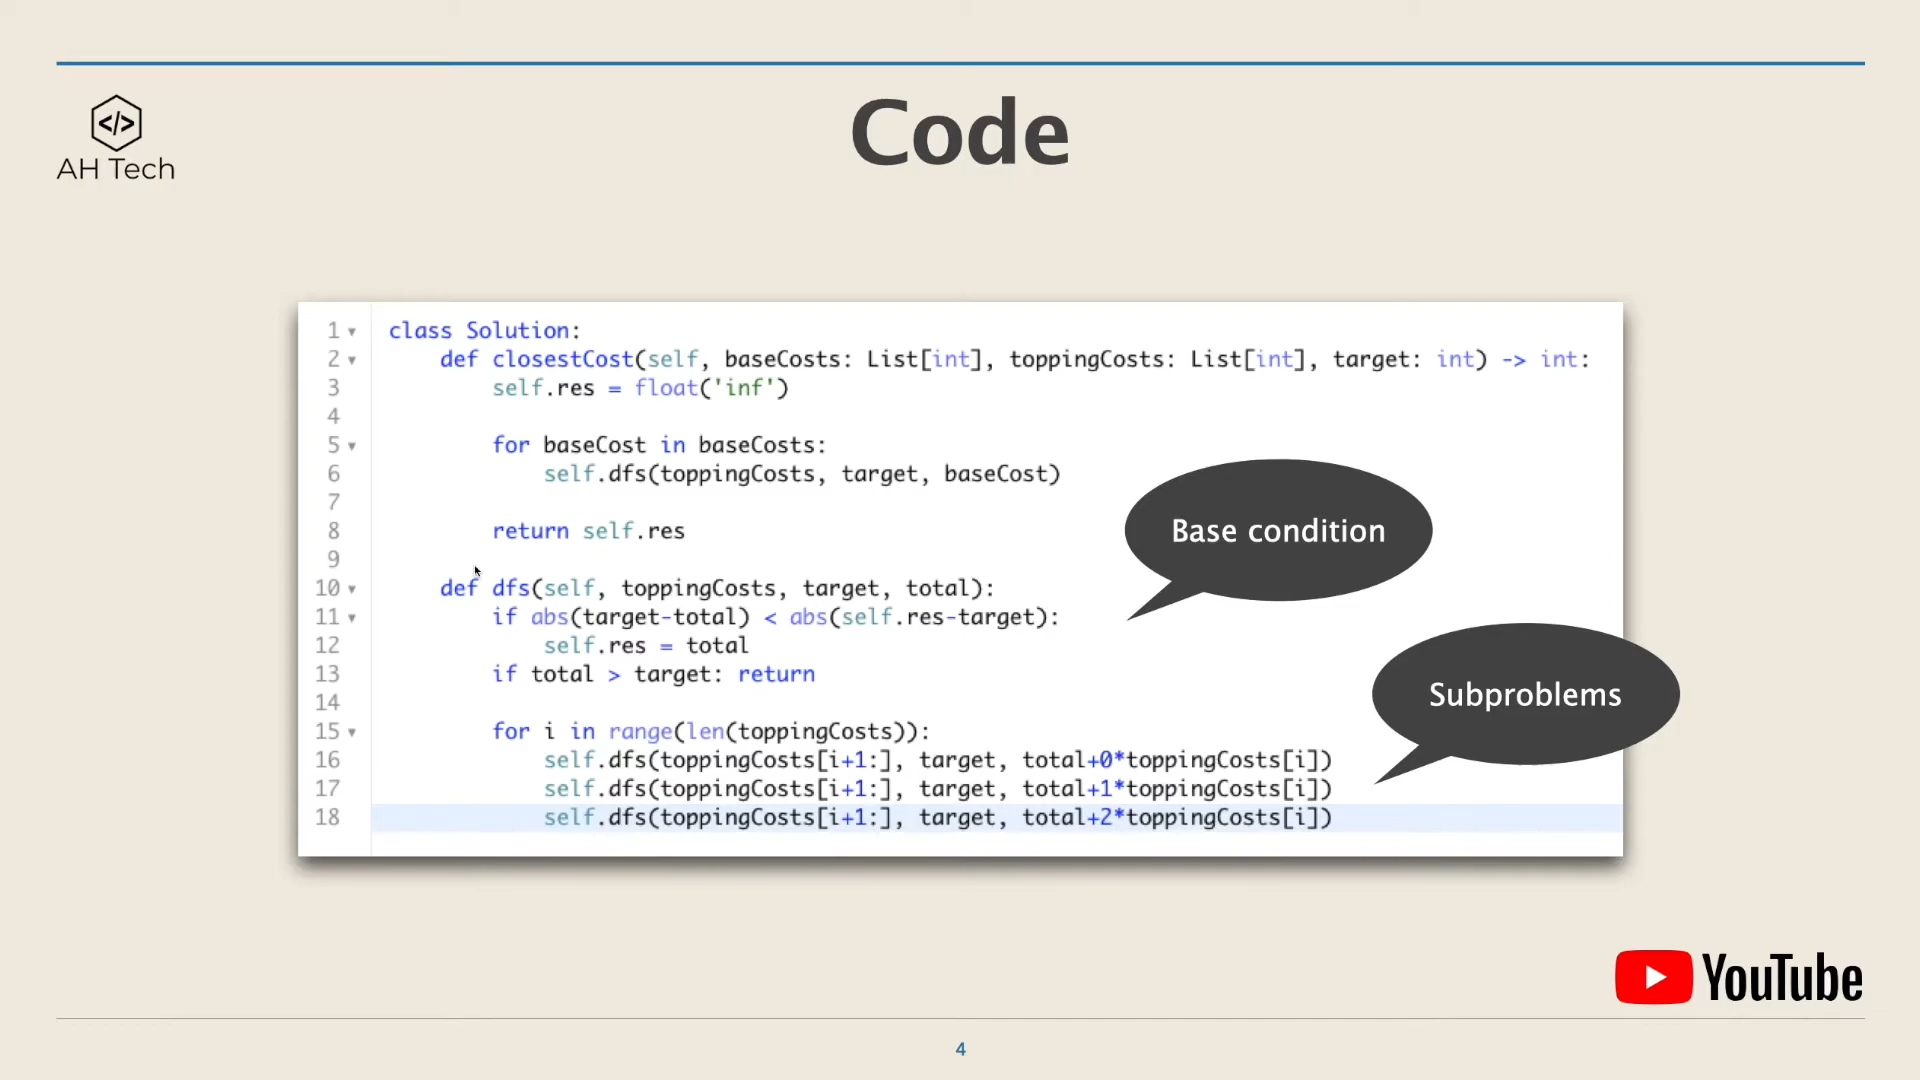 </> 
AH Tech
Code
1 class Solution:
2     def closestCost(self, baseCosts: List[int], toppingCosts: List[int], target: int) -> int:
3         self.res = float('inf')
4
5         for baseCost in baseCosts:
6             self.dfs(toppingCosts, target, baseCost)
7
8         return self.res
9
10     def dfs(self, toppingCosts, target, total):
11         if abs(target-total) < abs(self.res-target):
12             self.res = total
13         if total > target: return
14
15         for i in range(len(toppingCosts)):
16             self.dfs(toppingCosts[i+1:], target, total+0*toppingCosts[i])
17             self.dfs(toppingCosts[i+1:], target, total+1*toppingCosts[i])
18             self.dfs(toppingCosts[i+1:], target, total+2*toppingCosts[i])
Base condition
Subproblems
YouTube
4